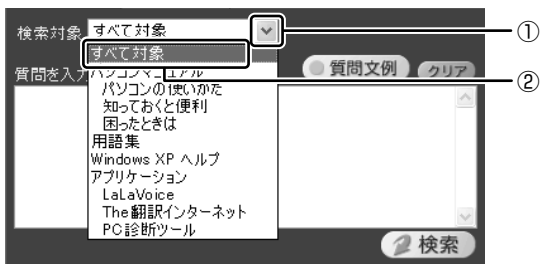 検索対象 すべて対象 ①
すべて対象
質問文例 クリア
質問を入力 パソコンマニュアル ②
パソコンの使いかた
知っておくと便利
困ったときは
用語集
Windows XP ヘルプ
アプリケーション
LaLaVoice
The翻訳インターネット
PC診断ツール
2 検索